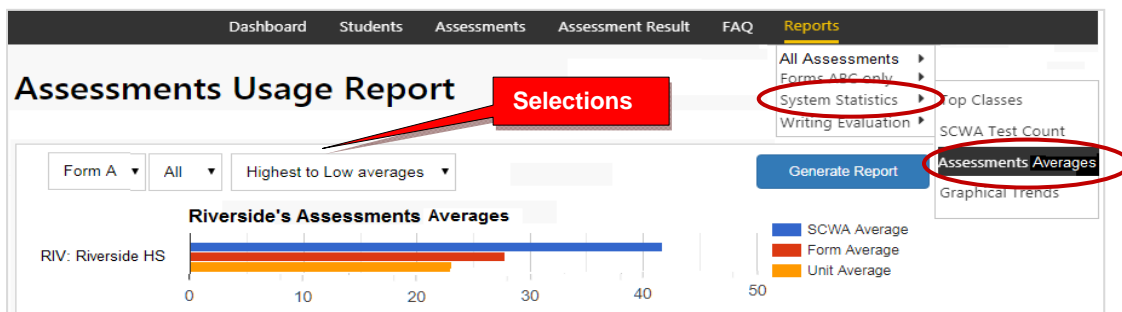 Dashboard Students Assessments Assessment Result FAQ Reports
All Assessments
Forms ABC only
System Statistics
Writing Evaluation
Top Classes
SCWA Test Count
Assessments Averages
Graphical Trends
Assessments Usage Report
Selections
Form A All Highest to Low averages Generate Report
Riverside's Assessments Averages
SCWA Average
Form Average
Unit Average
RIV: Riverside HS
0 10 20 30 40 50